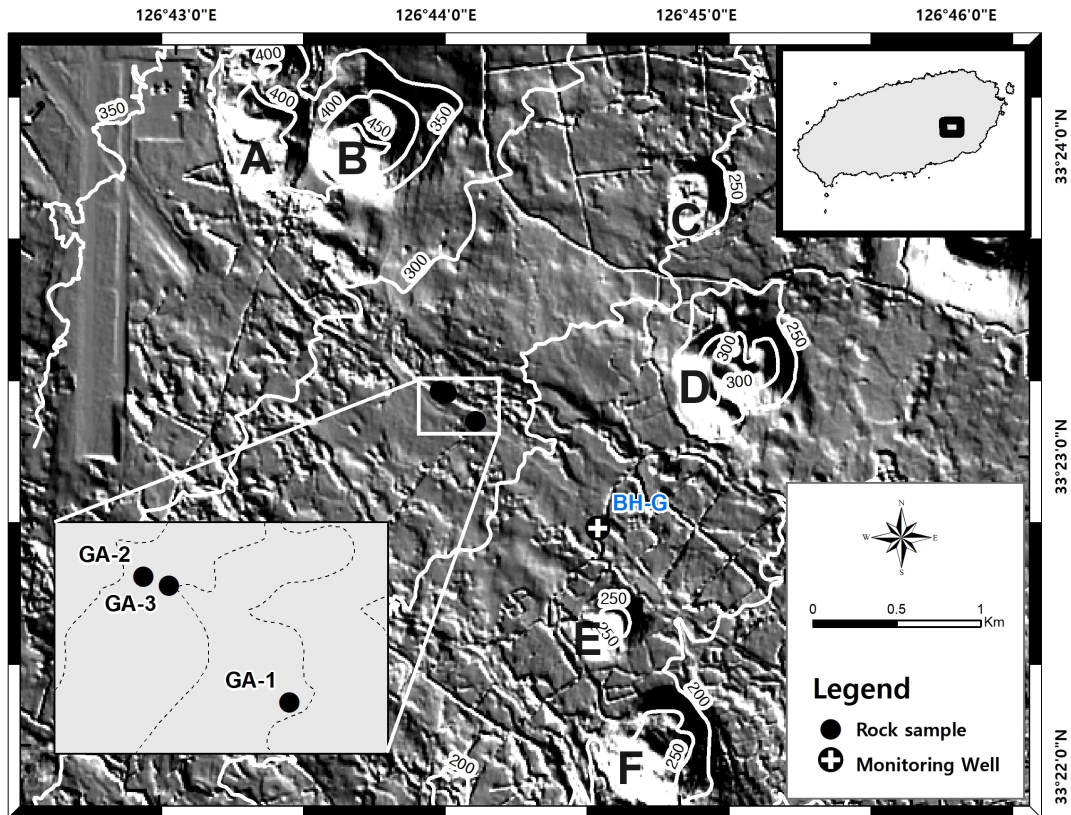 126°43'0"E
126°44'0"E
126°45'0"E
126°46'0"E
400
400
400
350
450
350
33°24'0"N
A
B
250
C
300
250
300
D
300
33°23'0"N
BH-G
N
W
E
S
GA-2
GA-3
250
0
0.5
1
Km
250
E
GA-1
200
Legend
Rock sample
250
F
200
Monitoring Well
33°22'0"N